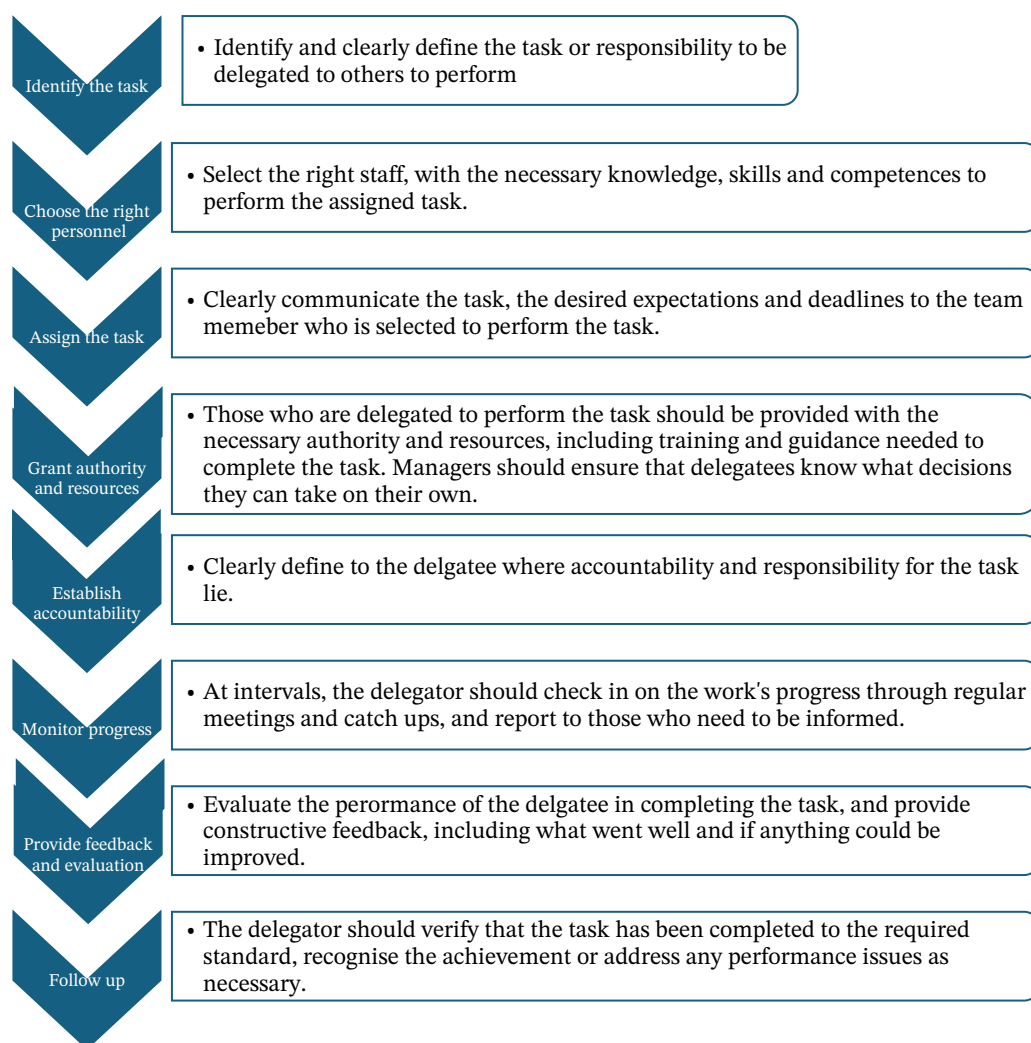 Identify the task
• Identify and clearly define the task or responsibility to be
delegated to others to perform
Choose the right
personnel
• Select the right staff, with the necessary knowledge, skills and competences to
perform the assigned task.
Assign the task
• Clearly communicate the task, the desired expectations and deadlines to the team
memeber who is selected to perform the task.
Grant authority
and resources
• Those who are delegated to perform the task should be provided with the
necessary authority and resources, including training and guidance needed to
complete the task. Managers should ensure that delegatees know what decisions
they can take on their own.
Establish
accountability
• Clearly define to the delgatee where accountability and responsibility for the task
lie.
Monitor progress
• At intervals, the delegator should check in on the work's progress through regular
meetings and catch ups, and report to those who need to be informed.
Provide feedback
and evaluation
• Evaluate the perormance of the delgatee in completing the task, and provide
constructive feedback, including what went well and if anything could be
improved.
Follow up
• The delegator should verify that the task has been completed to the required
standard, recognise the achievement or address any performance issues as
necessary.